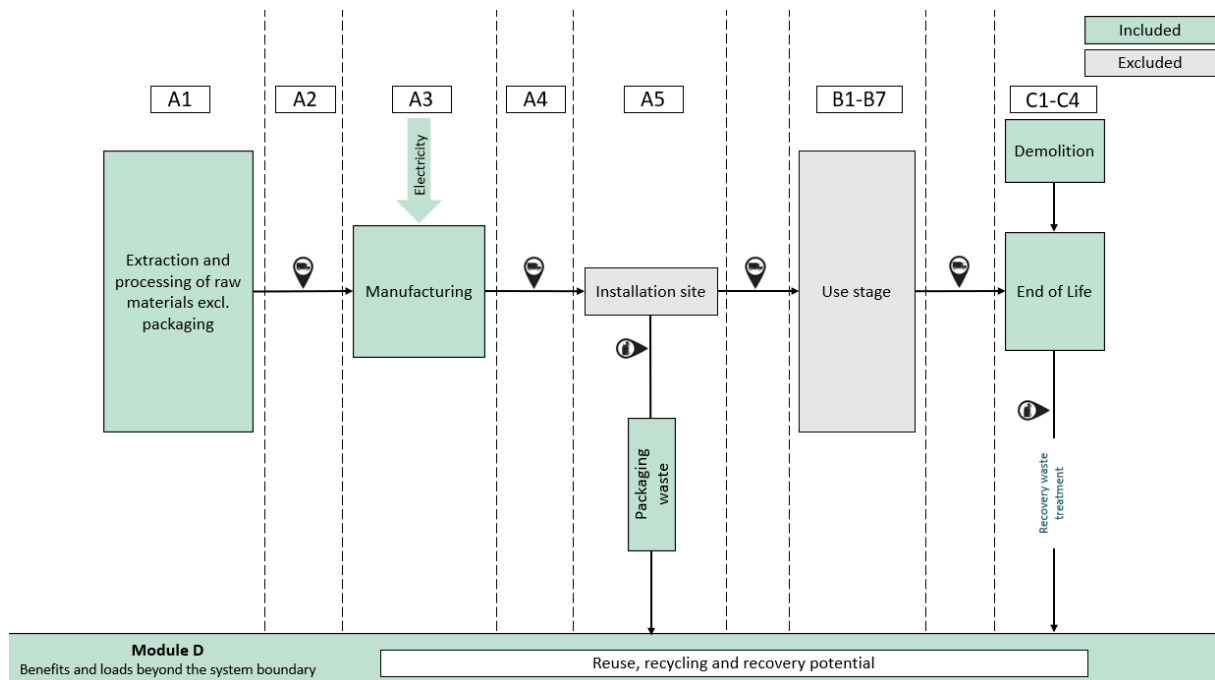 Included
Excluded
A1
A2
A3
A4
A5
B1-B7
C1-C4
Electricity
Demolition
Extraction and
processing of raw
materials excl.
packaging
Manufacturing
Installation site
Use stage
End of Life
Packaging
waste
Recovery waste
treatment
Module D
Benefits and loads beyond the system boundary
Reuse, recycling and recovery potential